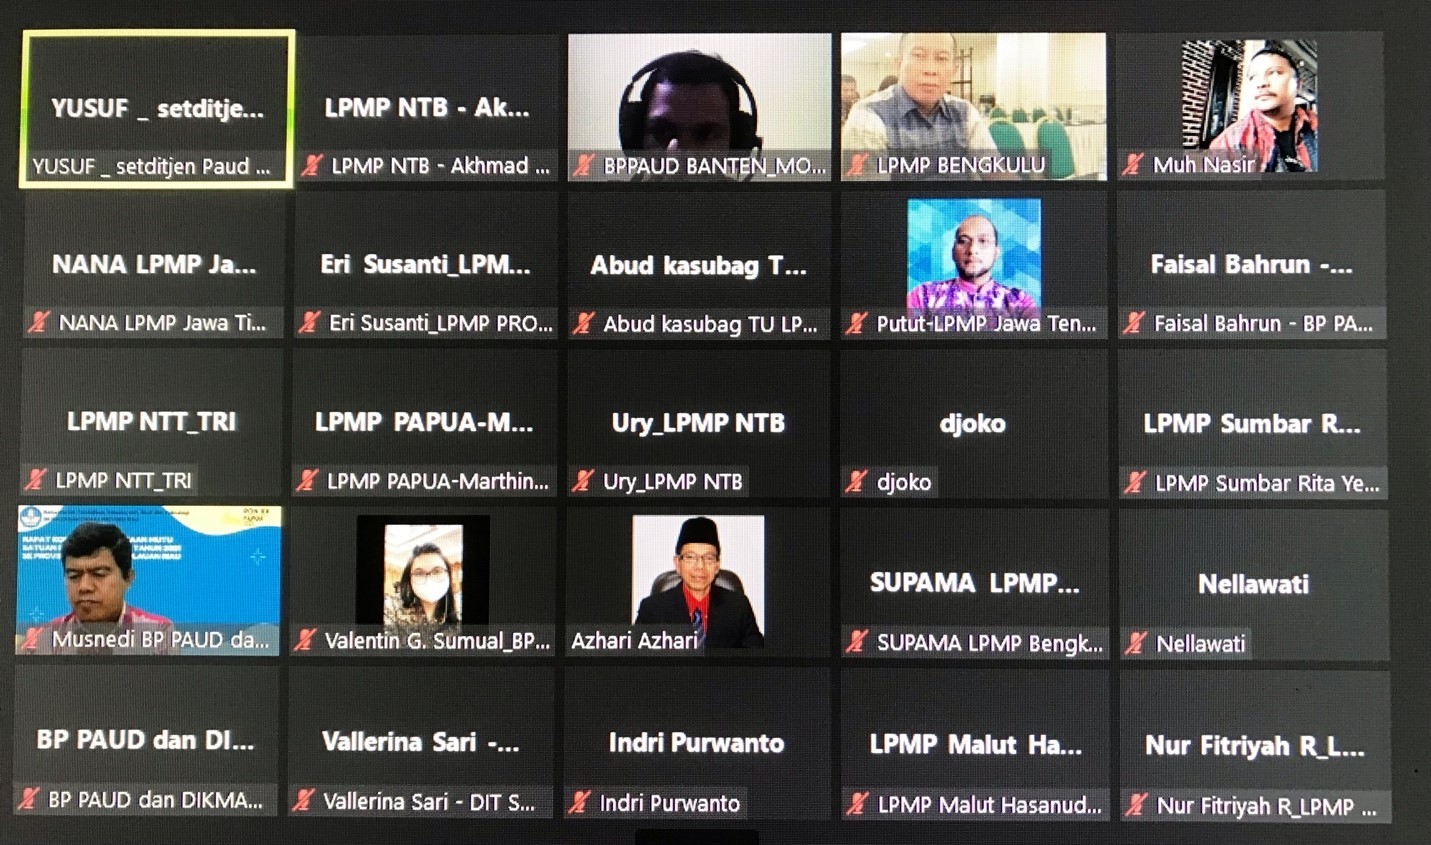 YUSUF _ setditje...
YUSUF _ setditjen Paud ...
LPMP NTB - Ak...
LPMP NTB - Akhmad ...
BPPAUD BANTEN_MO...
LPMP BENGKULU
Muh Nasir
NANA LPMP Ja...
NANA LPMP Jawa Ti...
Eri Susanti_LPM...
Eri Susanti_LPMP PRO...
Abud kasubag T...
Abud kasubag TU LP...
Putut-LPMP Jawa Ten...
Faisal Bahrun -...
Faisal Bahrun - BP PA...
LPMP NTT_TRI
LPMP NTT_TRI
LPMP PAPUA-M...
LPMP PAPUA-Marthin...
Ury_LPMP NTB
Ury_LPMP NTB
djoko
djoko
LPMP Sumbar R...
LPMP Sumbar Rita Ye...
Musnedi BP PAUD da...
Valentin G. Sumual_BP...
Azhari Azhari
SUPAMA LPMP...
SUPAMA LPMP Bengk...
Nellawati
Nellawati
BP PAUD dan DI...
BP PAUD dan DIKMA...
Vallerina Sari -...
Vallerina Sari - DIT S...
Indri Purwanto
Indri Purwanto
LPMP Malut Ha...
LPMP Malut Hasanud...
Nur Fitriyah R_L...
Nur Fitriyah R_LPMP ...